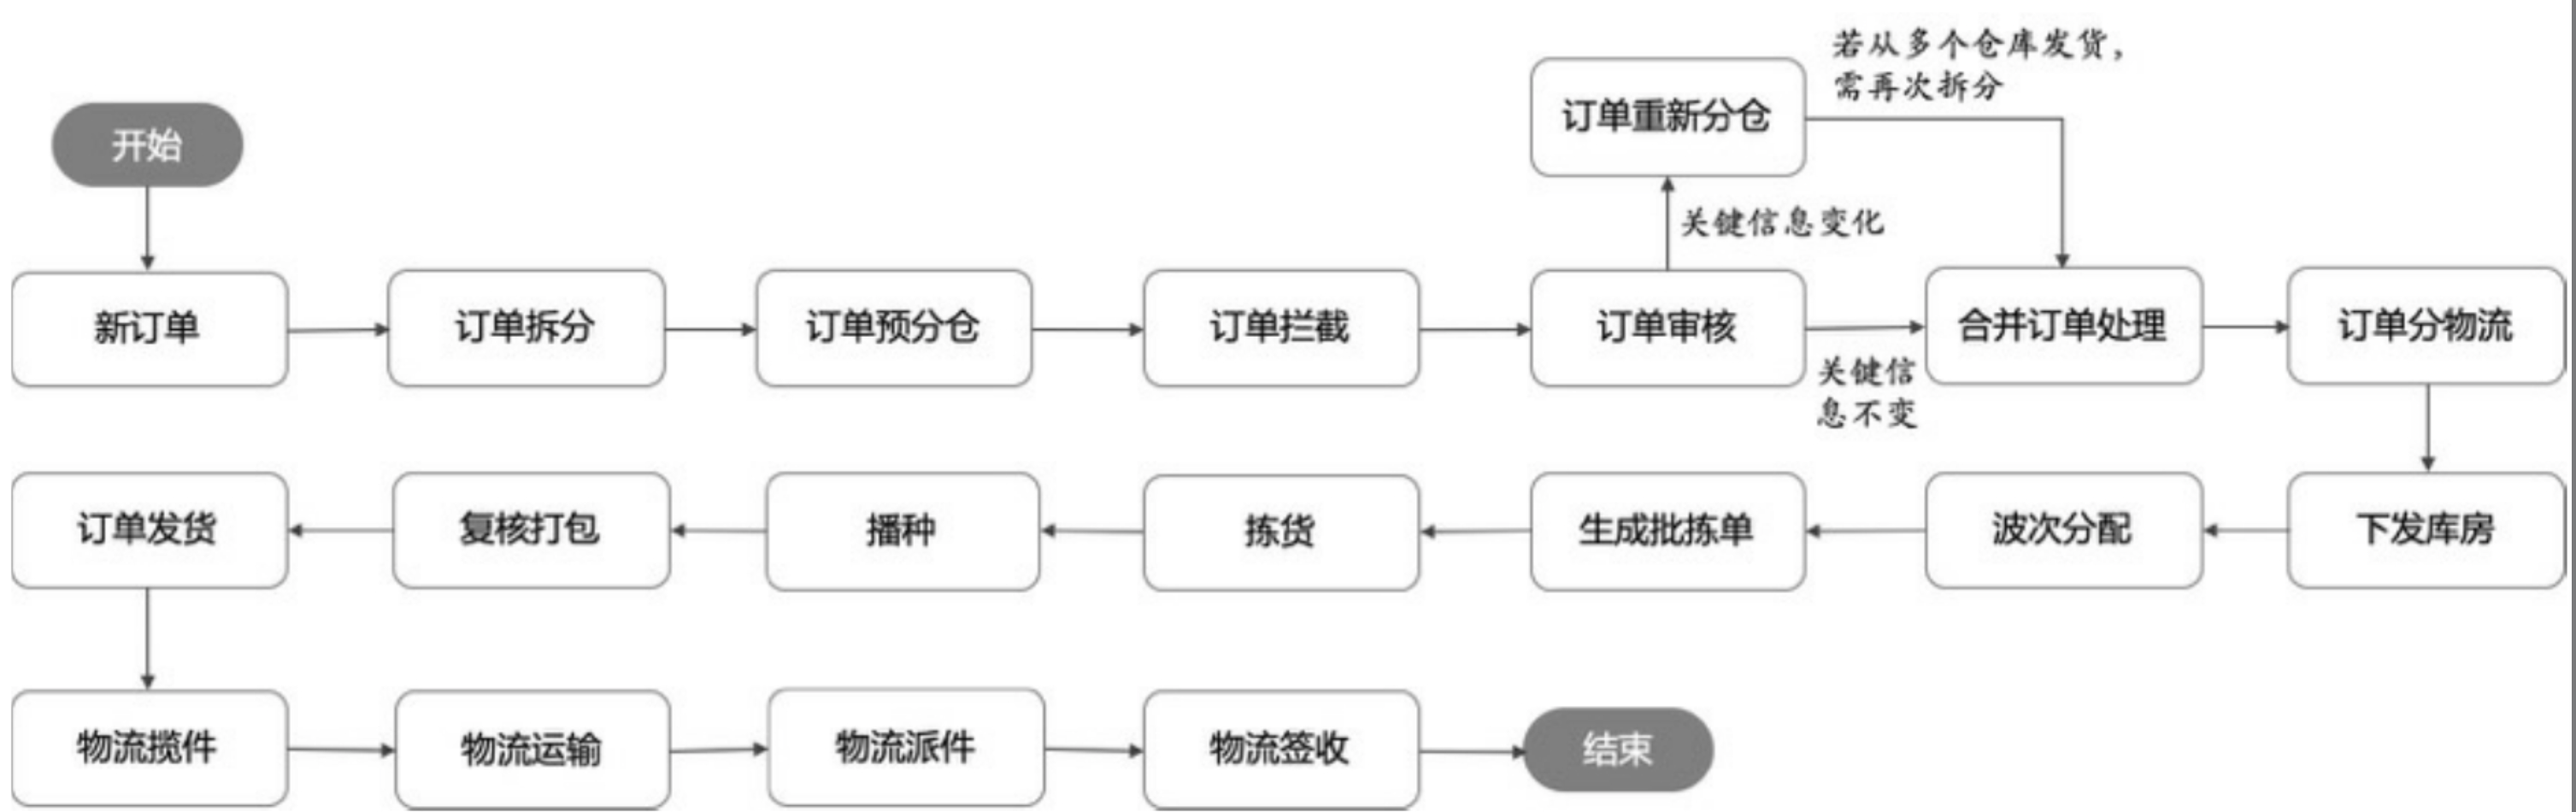 若从多个仓库发货，
需再次拆分
订单重新分仓
开始
关键信息变化
新订单
订单拆分
订单预分仓
订单拦截
订单审核
合并订单处理
订单分物流
关键信
息不变
订单发货
复核打包
播种
拣货
生成批拣单
波次分配
下发库房
物流揽件
物流运输
物流派件
物流签收
结束